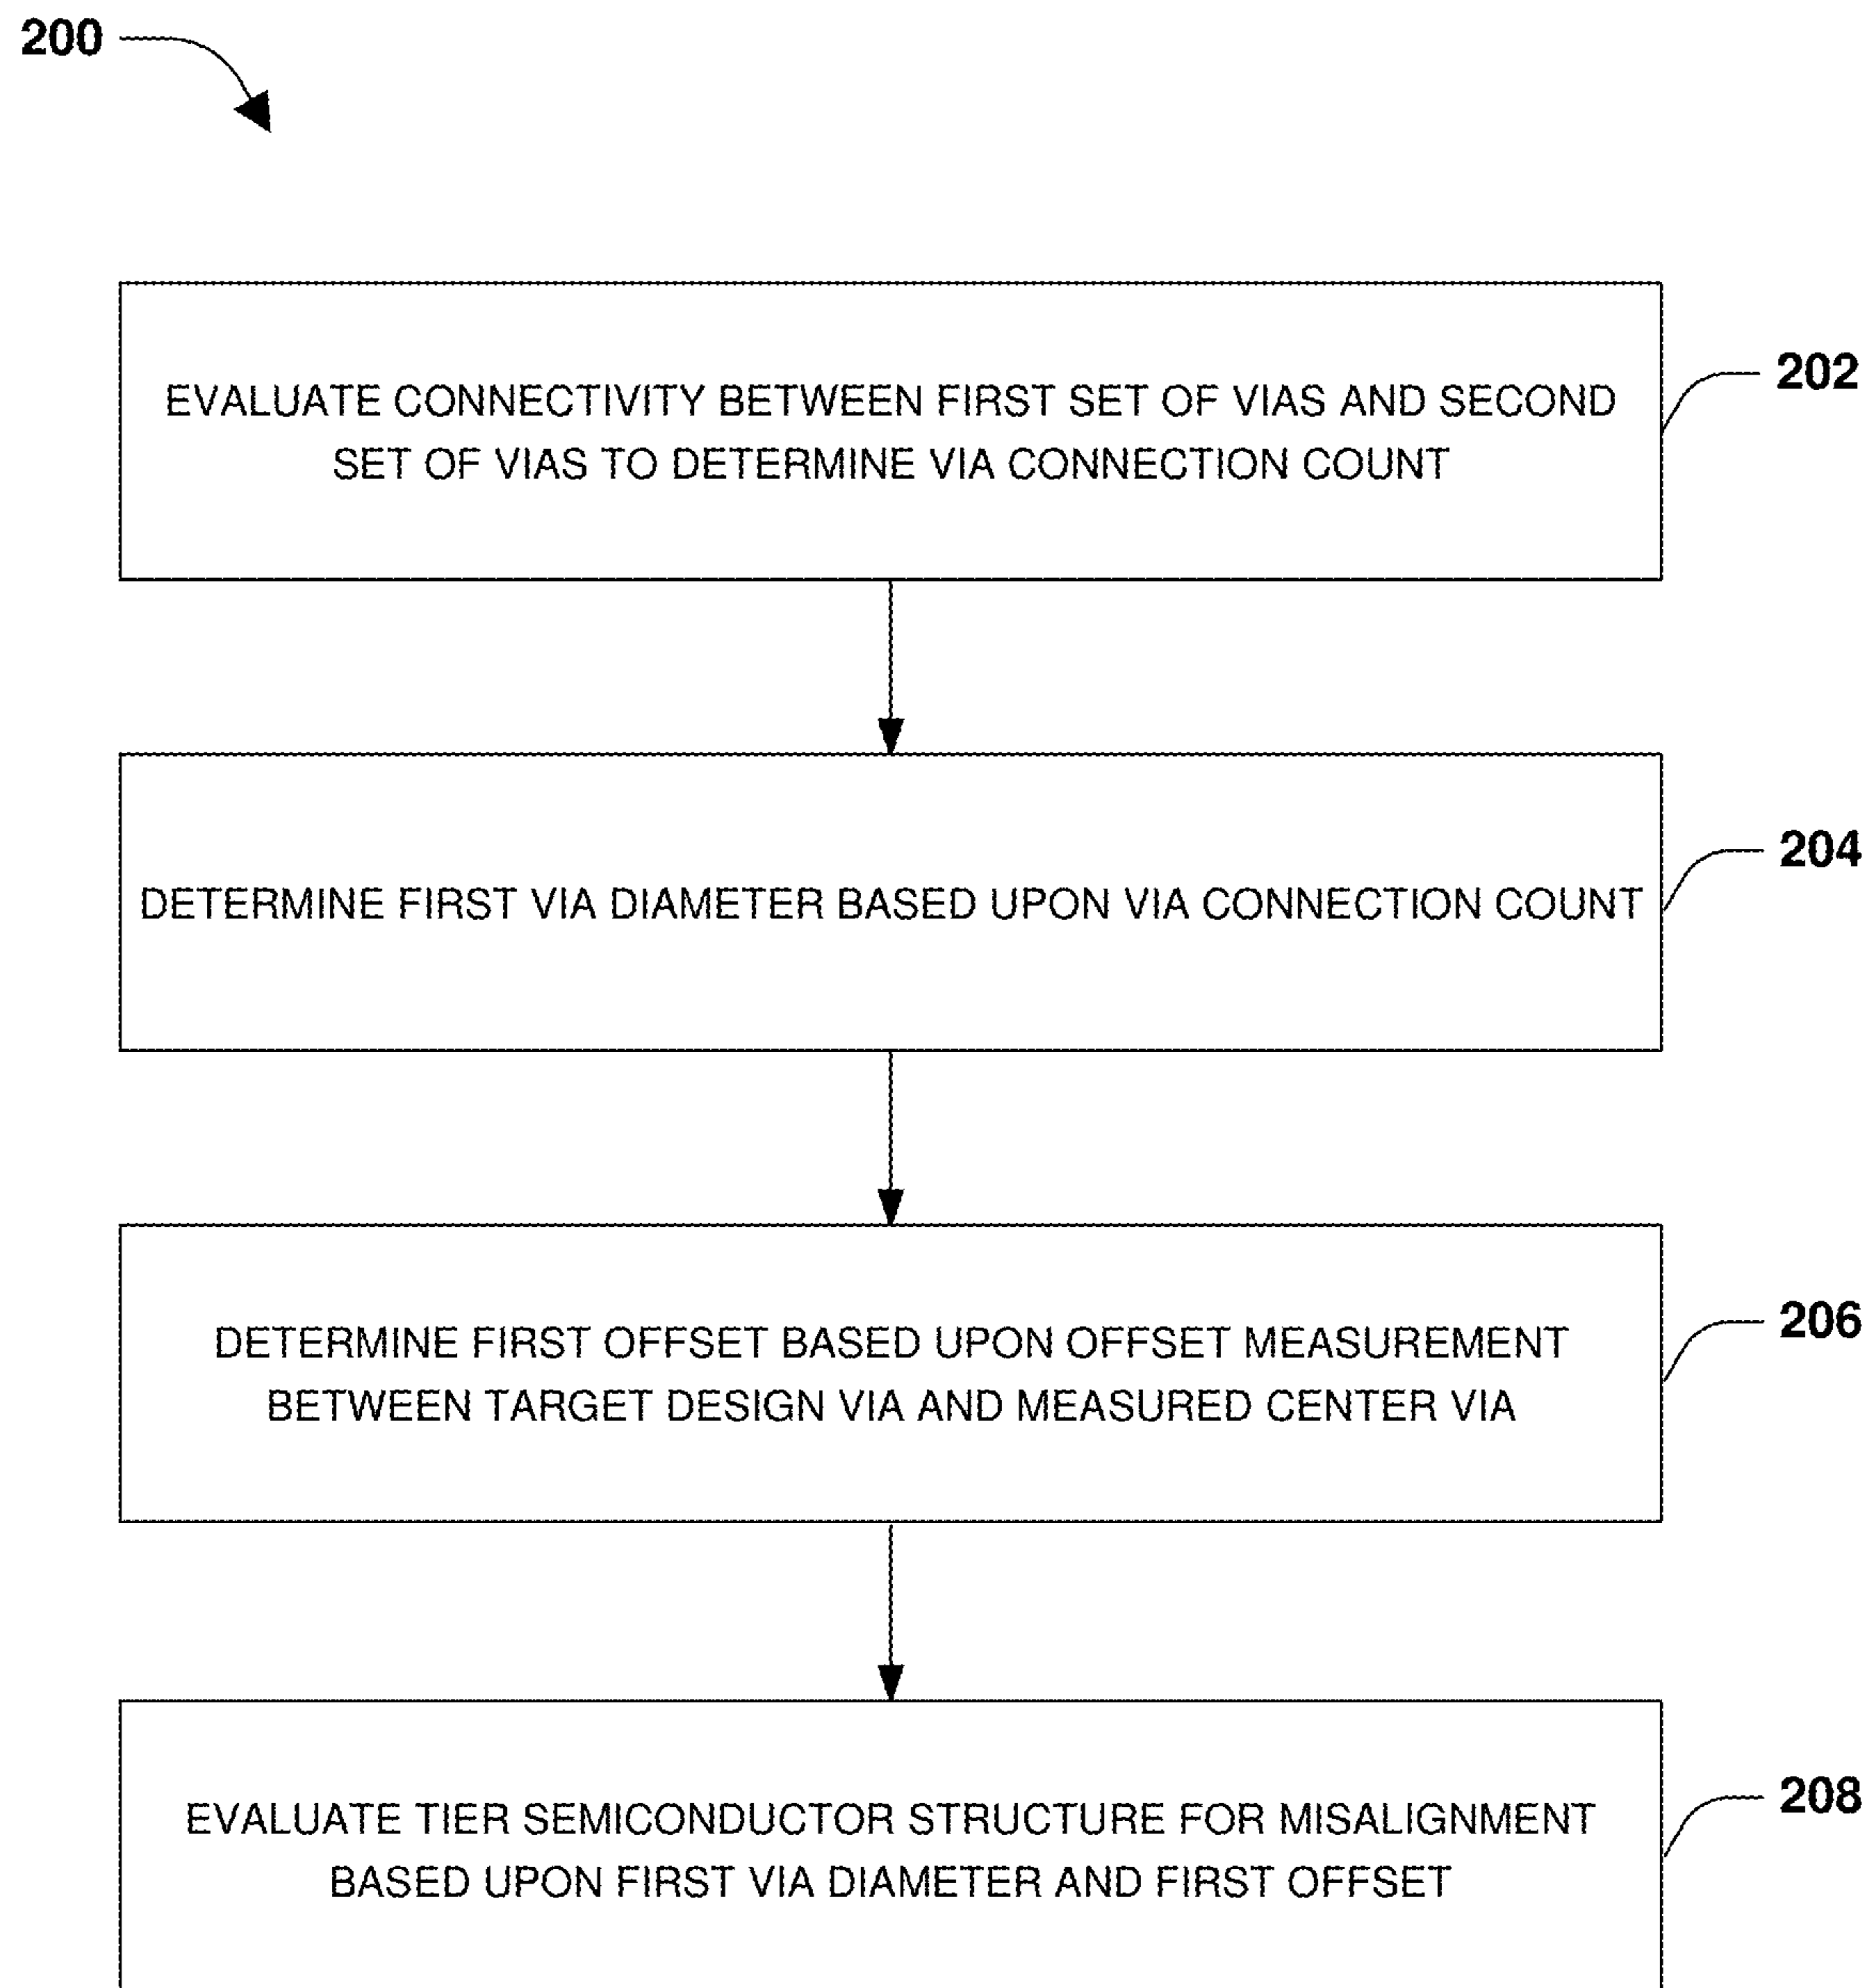 200
EVALUATE CONNECTIVITY BETWEEN FIRST SET OF VIAS AND SECOND
SET OF VIAS TO DETERMINE VIA CONNECTION COUNT
202
DETERMINE FIRST VIA DIAMETER BASED UPON VIA CONNECTION COUNT
204
DETERMINE FIRST OFFSET BASED UPON OFFSET MEASUREMENT
BETWEEN TARGET DESIGN VIA AND MEASURED CENTER VIA
206
EVALUATE TIER SEMICONDUCTOR STRUCTURE FOR MISALIGNMENT
BASED UPON FIRST VIA DIAMETER AND FIRST OFFSET
208